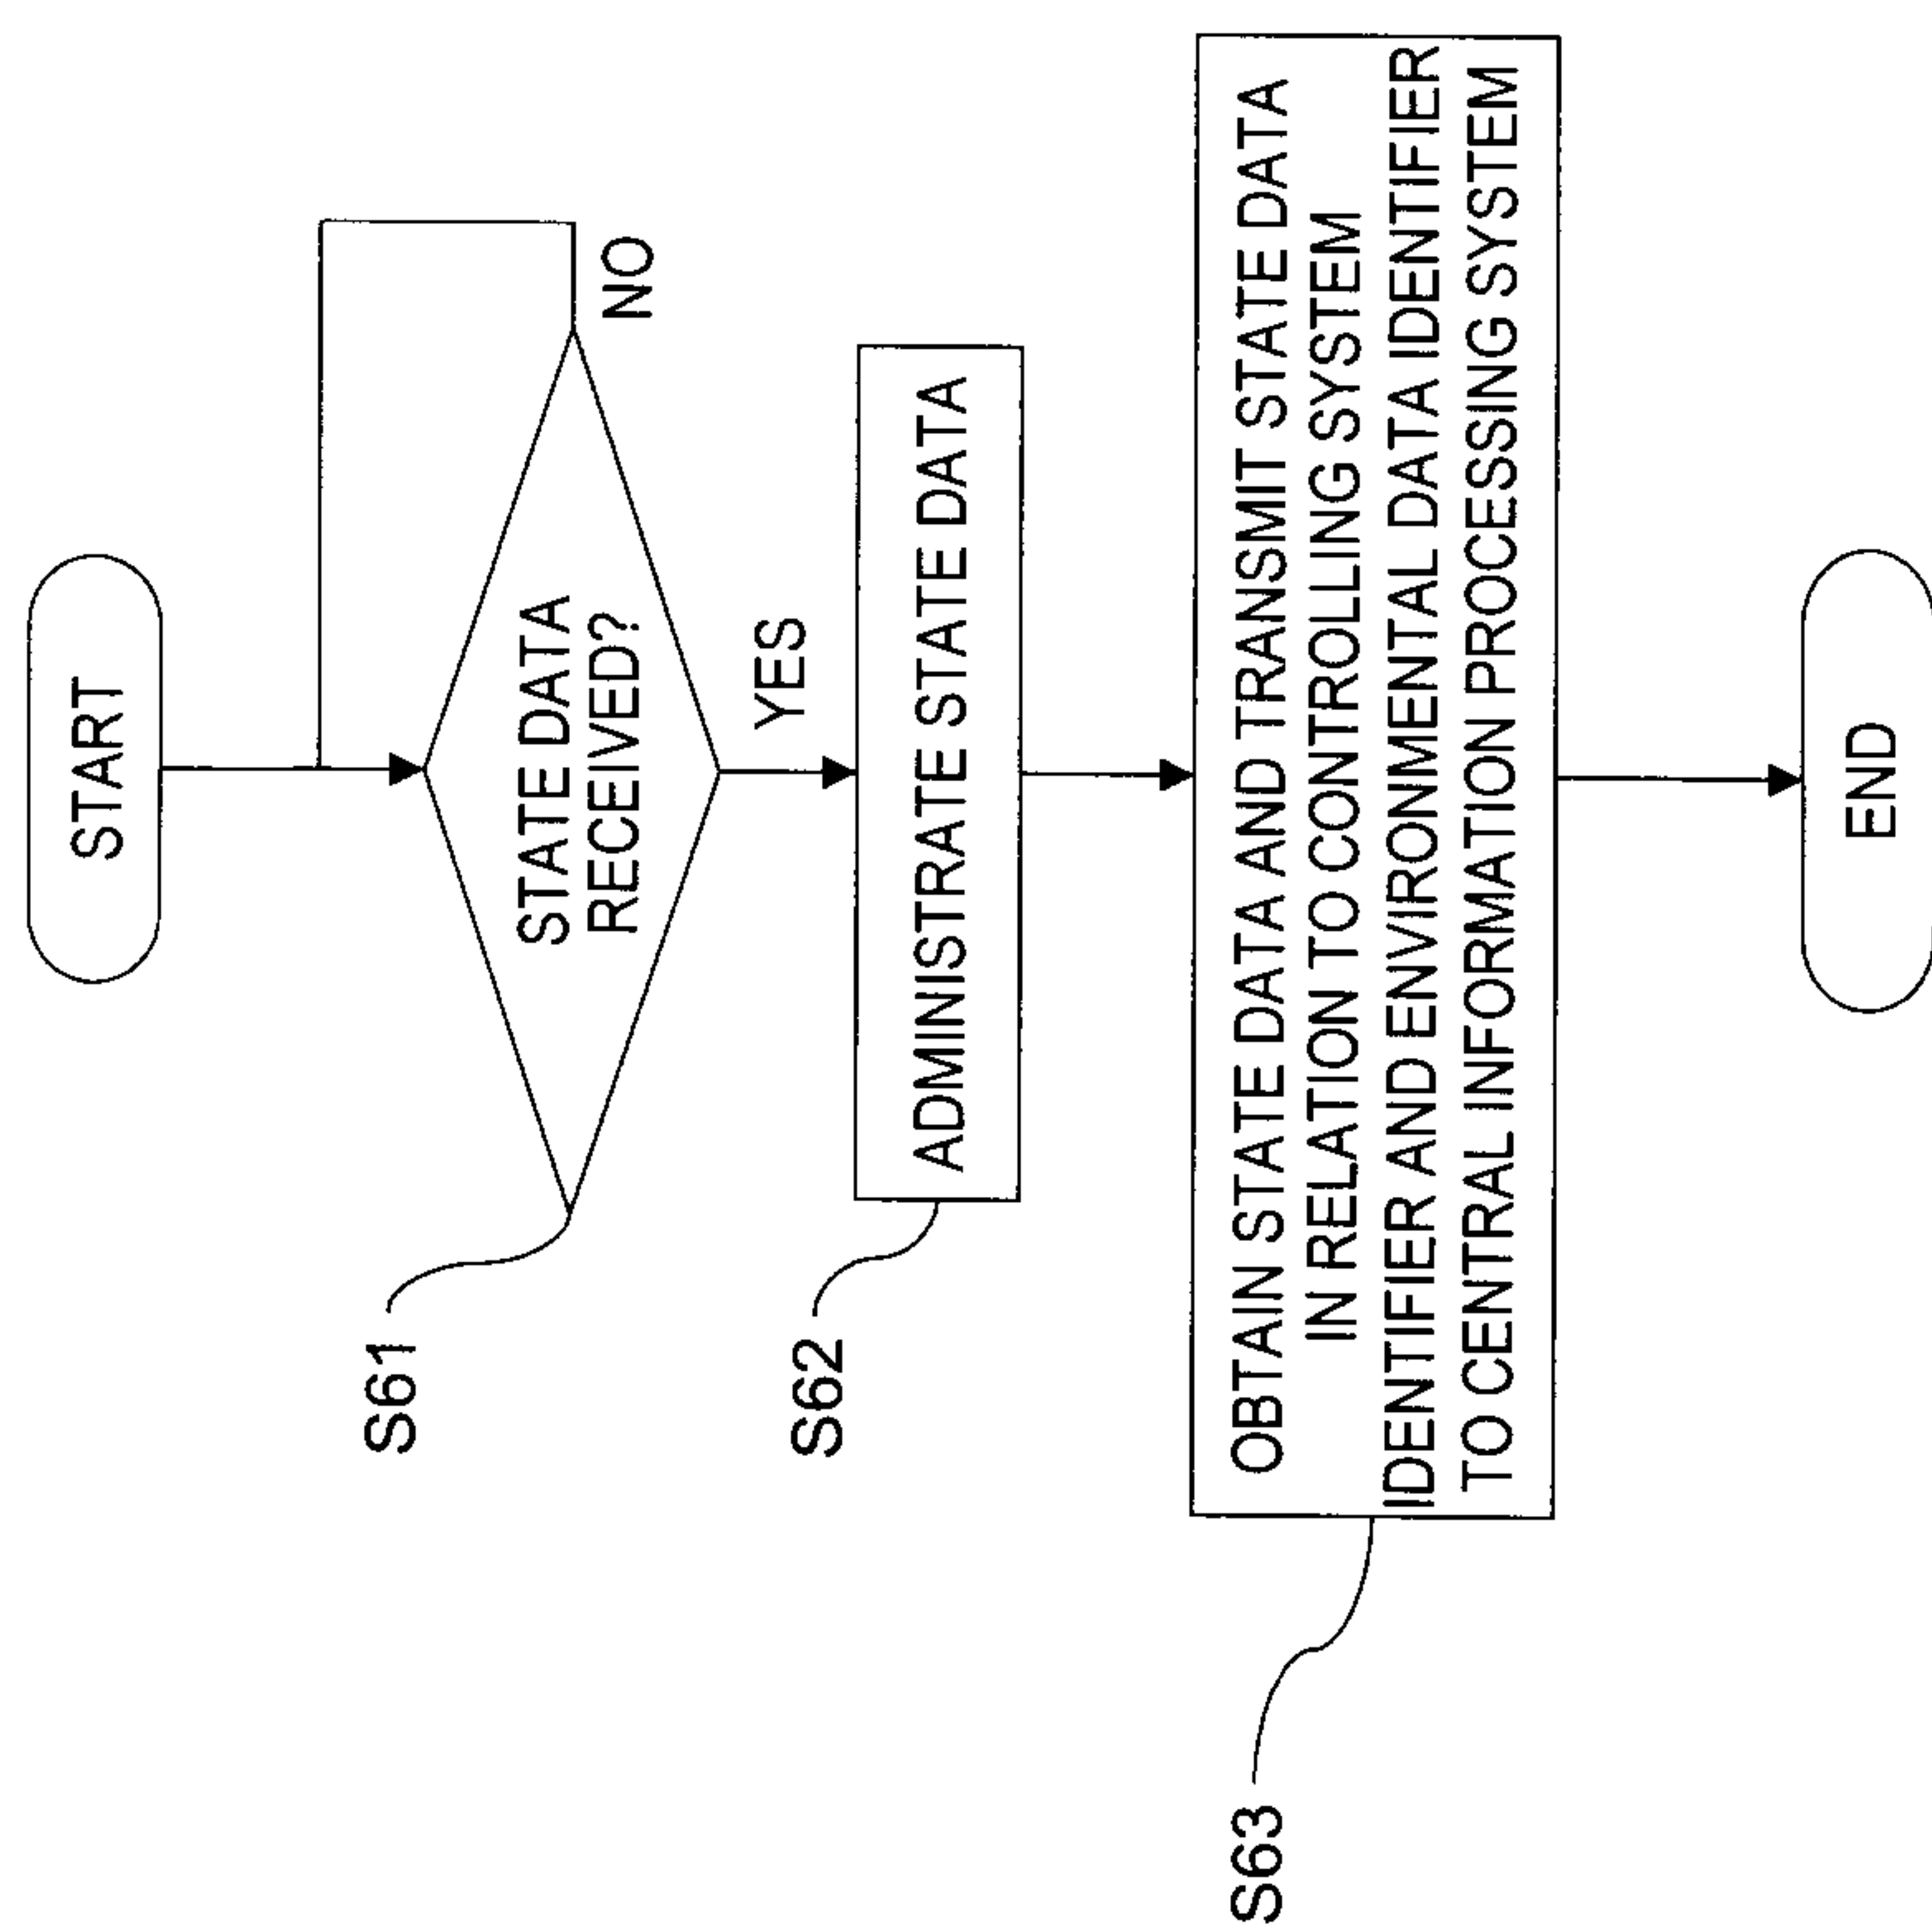 START
S61
STATE DATA
RECEIVED?
NO
YES
S62
ADMINISTRATE STATE DATA
S63
OBTAIN STATE DATA AND TRANSMIT STATE DATA
IN RELATION TO CONTROLLING SYSTEM
IDENTIFIER AND ENVIRONMENTAL DATA IDENTIFIER
TO CENTRAL INFORMATION PROCESSING SYSTEM
END